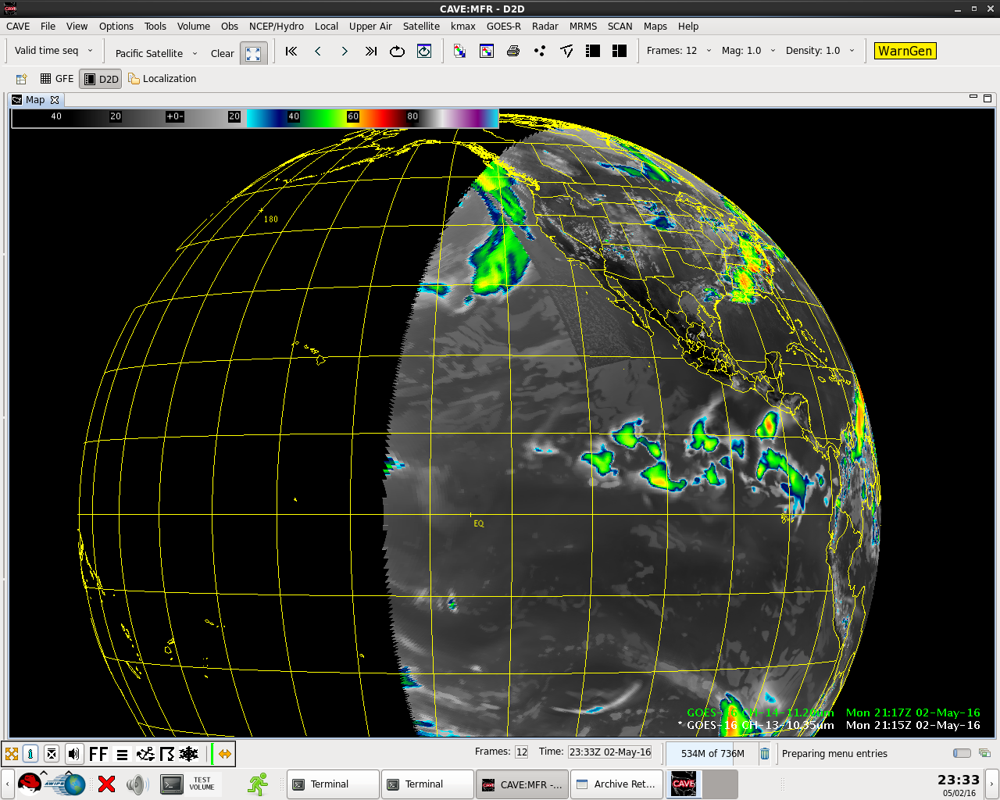 CAVE:MFR - D2D
CAVE File View Options Tools Volume Obs NCEP/Hydro Local Upper Air Satellite kmax GOES-R Radar MRMS SCAN Maps Help
Valid time seq Pacific Satellite Clear Frames: 12 Mag: 1.0 Density: 1.0 WarnGen
GFE D2D Localization
Map
40 20 +0- 20 40 60 80
180
EQ
GOES-16 CH-14-11.20um Mon 21:17Z 02-May-16
* GOES-16 CH-13-10.35um Mon 21:15Z 02-May-16
FF Frames: 12 Time: 23:33Z 02-May-16 534M of 736M Preparing menu entries
AWIPS TEST VOLUME Terminal Terminal CAVE:MFR -... Archive Ret... CAVE 23:33
05/02/16